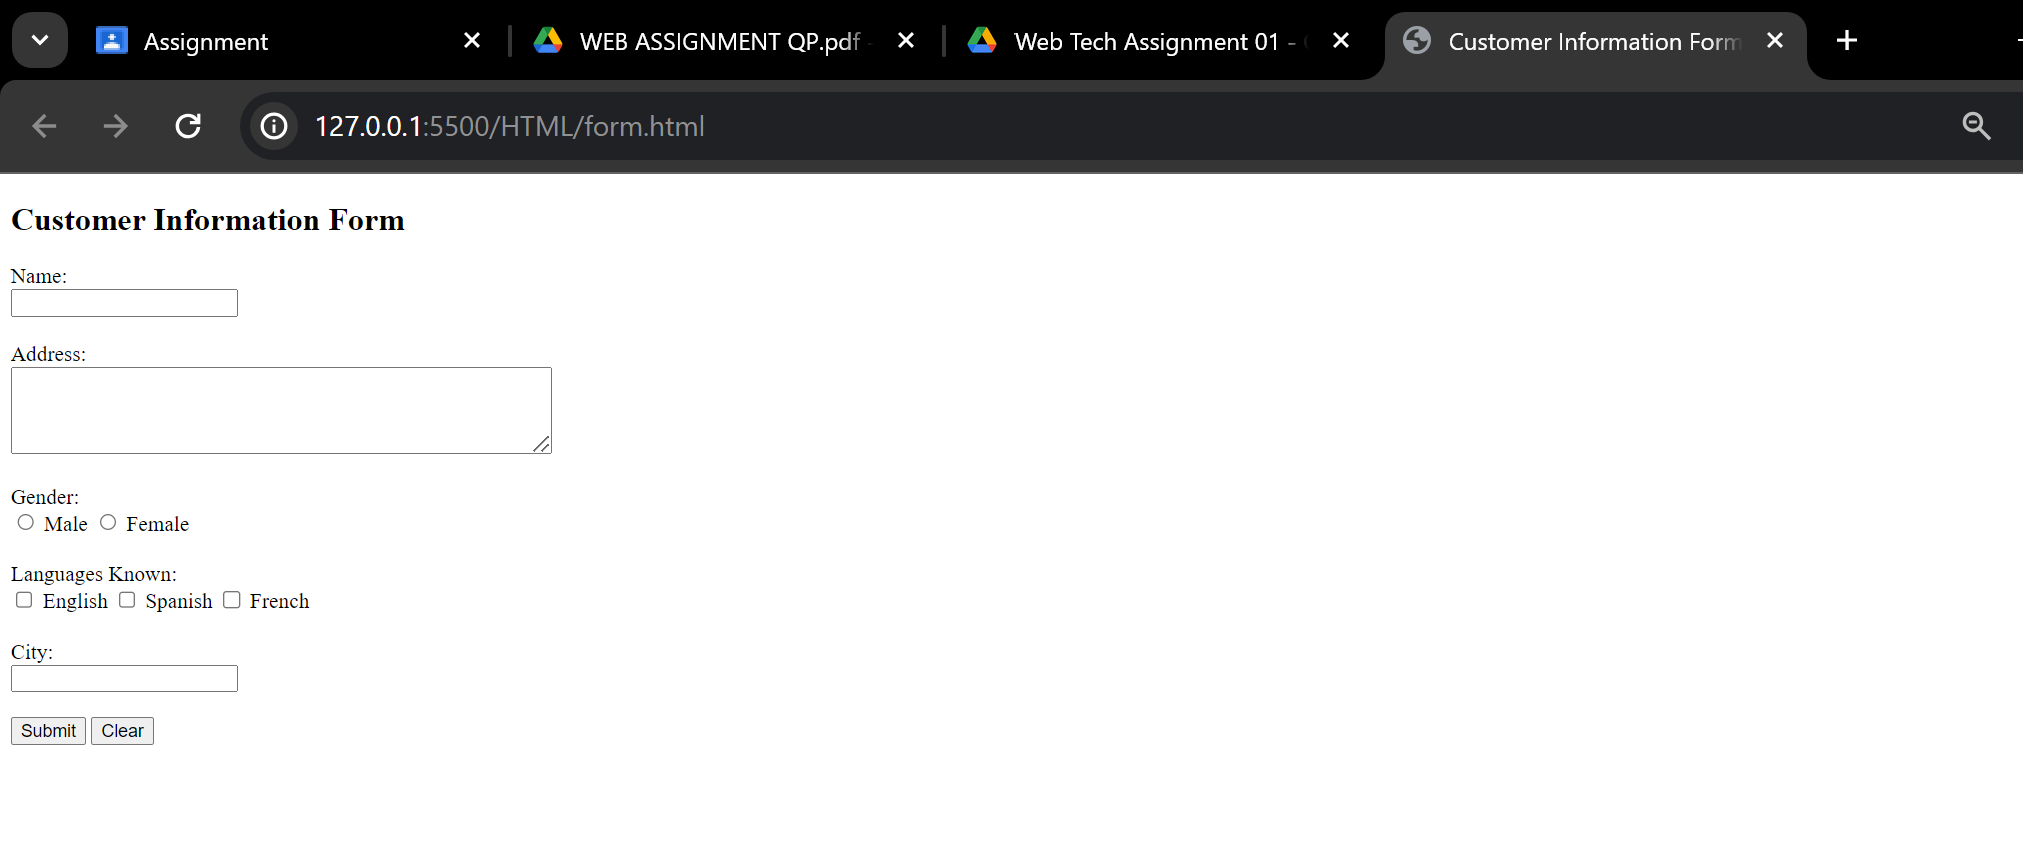 Assignment
WEB ASSIGNMENT QP.pdf -
Web Tech Assignment 01 -
Customer Information Form
127.0.0.1:5500/HTML/form.html
Customer Information Form
Name:
Address:
Gender:
Male Female
Languages Known:
English Spanish French
City:
Submit Clear